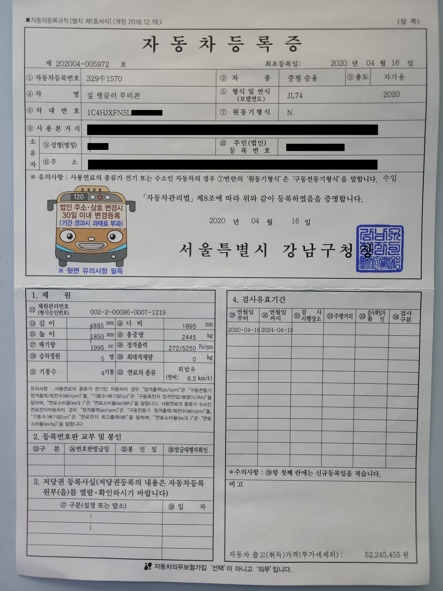 ■자동차등록규칙 [별지 제1호서식] (개정 2018.12.19.) (앞 쪽)
자동차등록증
제 202004-005972 호 최초등록일: 2020 년 04 월 16 일
① 자동차등록번호 329수1570 ② 차 종 중형 승용 ③ 용도 자가용
④ 차 명 짚 랭글러 루비콘 ⑤ 형식 및 연식 (모델연도) JL74 2020
⑥ 차 대 번 호 1C4HJXFN5L ⑦ 원동기형식 N
⑧ 사 용 본 거 지
소유자 ⑨ 성명(명칭) ⑩ 주민(법인)등록번호
⑪ 주 소
※ 유의사항 : 사용연료의 종류가 전기 또는 수소인 자동차의 경우 ⑦번란의 '원동기형식'은 '구동전동기형식'을 말합니다. 수입
「자동차관리법」 제8조에 따라 위와 같이 등록하였음을 증명합니다.
120
법인 주소·상호 변경시
30일 이내 변경등록
(기간 경과시 과태료 부과)
2020 년 04 월 16 일
서울특별시 강남구청장
※ 뒷면 유의사항 필독
1. 제 원
⑫ 제원관리번호 (형식승인번호) 002-2-00086-0007-1219
⑬ 길 이 4885 mm ⑭ 너 비 1895 mm
⑮ 높 이 1850 mm ⑯ 총중량 2445 kg
⑰ 배기량 1995 cc ⑱ 정격출력 272/5250 Ps/rpm
⑲ 승차정원 5 명 ⑳ 최대적재량 0 kg
㉑ 기통수 4기통 ㉒ 연료의 종류 휘발유 (연비: 8.2 km/ℓ)
2. 등록번호판 교부 및 봉인
㉓ 구 분 ㉔ 번호판발급일 ㉕ 봉 인 일 ㉖ 발급대행자확인
3. 저당권 등록사실(저당권등록의 내용은 자동차등록
원부(을)를 열람·확인하시기 바랍니다)
㉗ 구분(설정 또는 말소) ㉘ 일 자
4. 검사유효기간
㉙ 연월일부터 ㉚ 연월일까지 ㉛ 검 사 시행장소 ㉜ 주행거리 ㉞ 검사구분
2020-04-16 2024-04-15
※주의사항 : ㉙항 첫째 란에는 신규등록일을 적습니다.
비 고
자동차 출고(취득)가격(부가세제외) : 52,245,455 원
자동차의무보험가입 '선택'이 아니고 '의무'입니다.